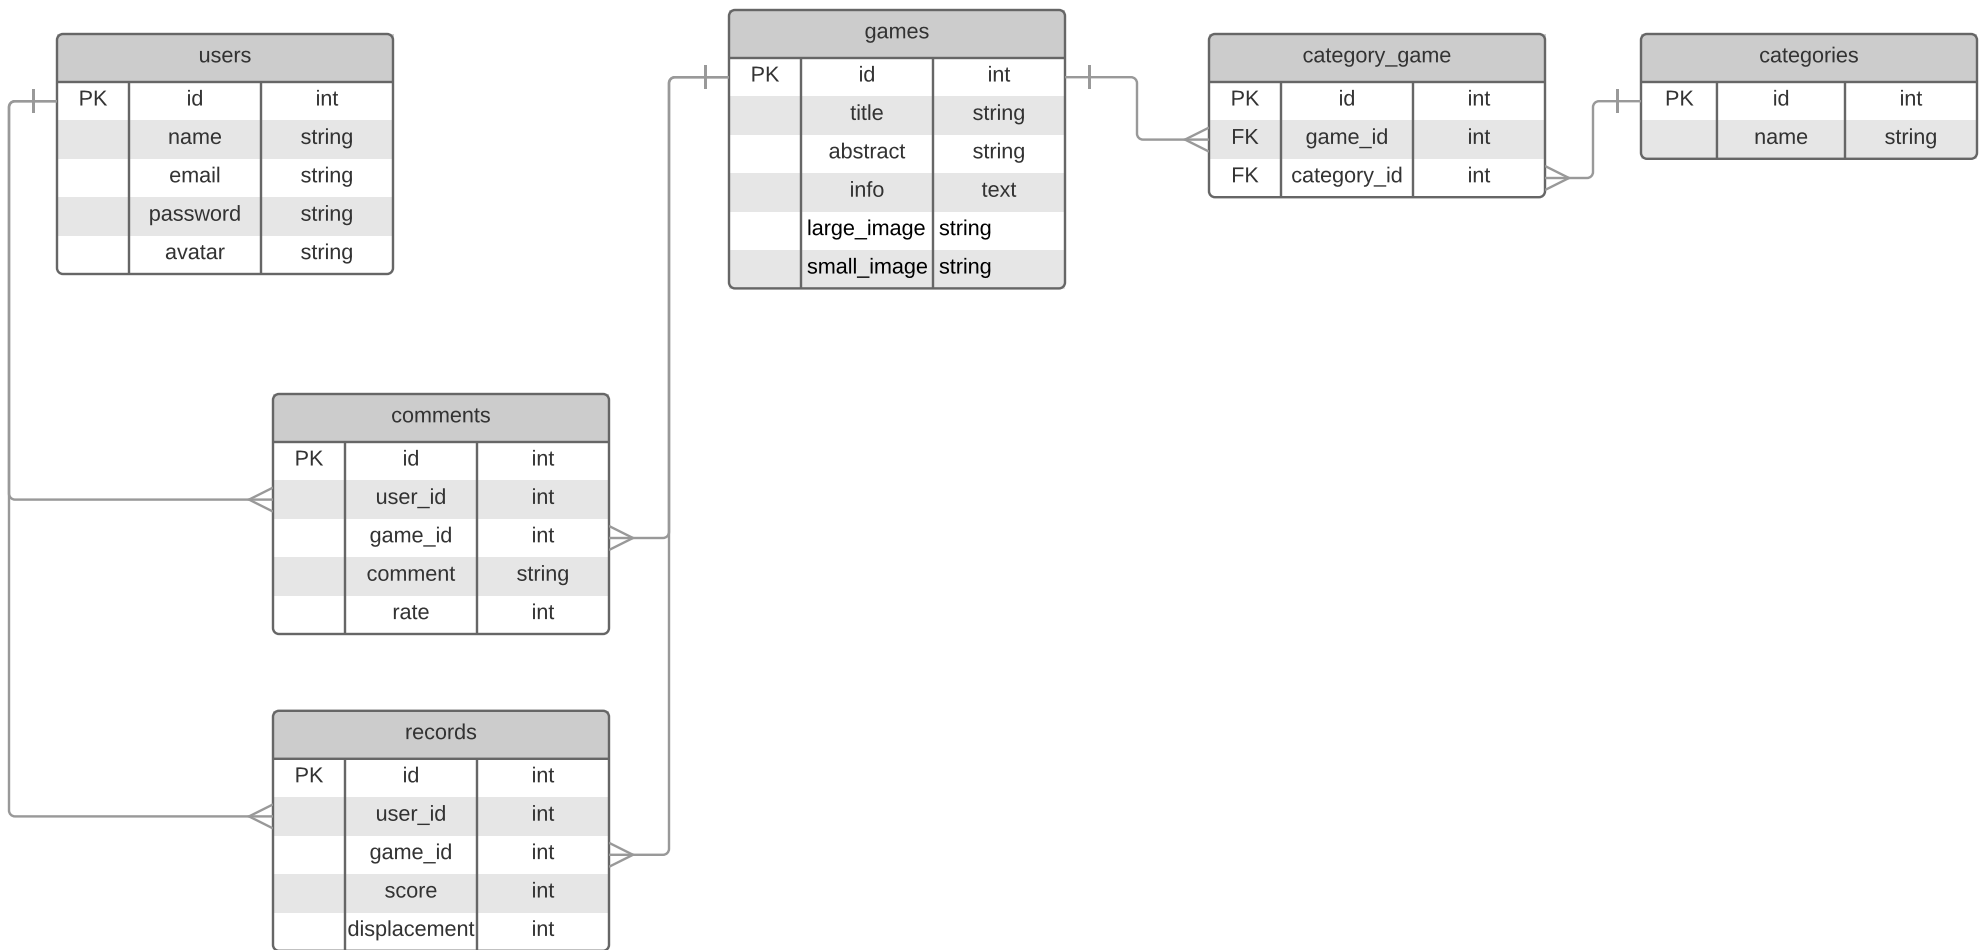 users
PK id int
name string
email string
password string
avatar string
games
PK id int
title string
abstract string
info text
large_image string
small_image string
category_game
PK id int
FK game_id int
FK category_id int
categories
PK id int
name string
comments
PK id int
user_id int
game_id int
comment string
rate int
records
PK id int
user_id int
game_id int
score int
displacement int